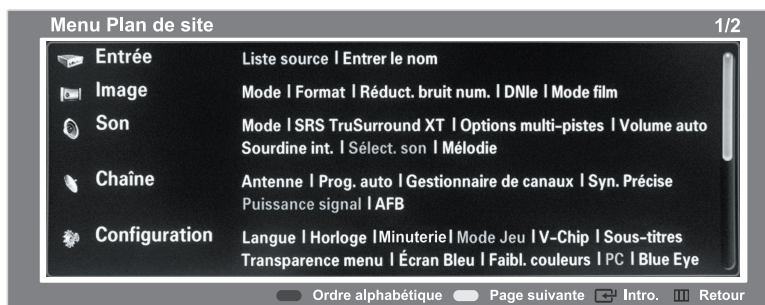 Menu Plan de site 1/2
Entrée Liste source | Entrer le nom
Image Mode | Format | Réduct. bruit num. | DNIe | Mode film
Son Mode | SRS TruSurround XT | Options multi-pistes | Volume auto
Sourdine int. | Sélect. son | Mélodie
Chaîne Antenne | Prog. auto | Gestionnaire de canaux | Syn. Précise
Puissance signal | AFB
Configuration Langue | Horloge | Minuterie | Mode Jeu | V-Chip | Sous-titres
Transparence menu | Écran Bleu | Faibl. couleurs | PC | Blue Eye
Ordre alphabétique Page suivante Intro. Retour